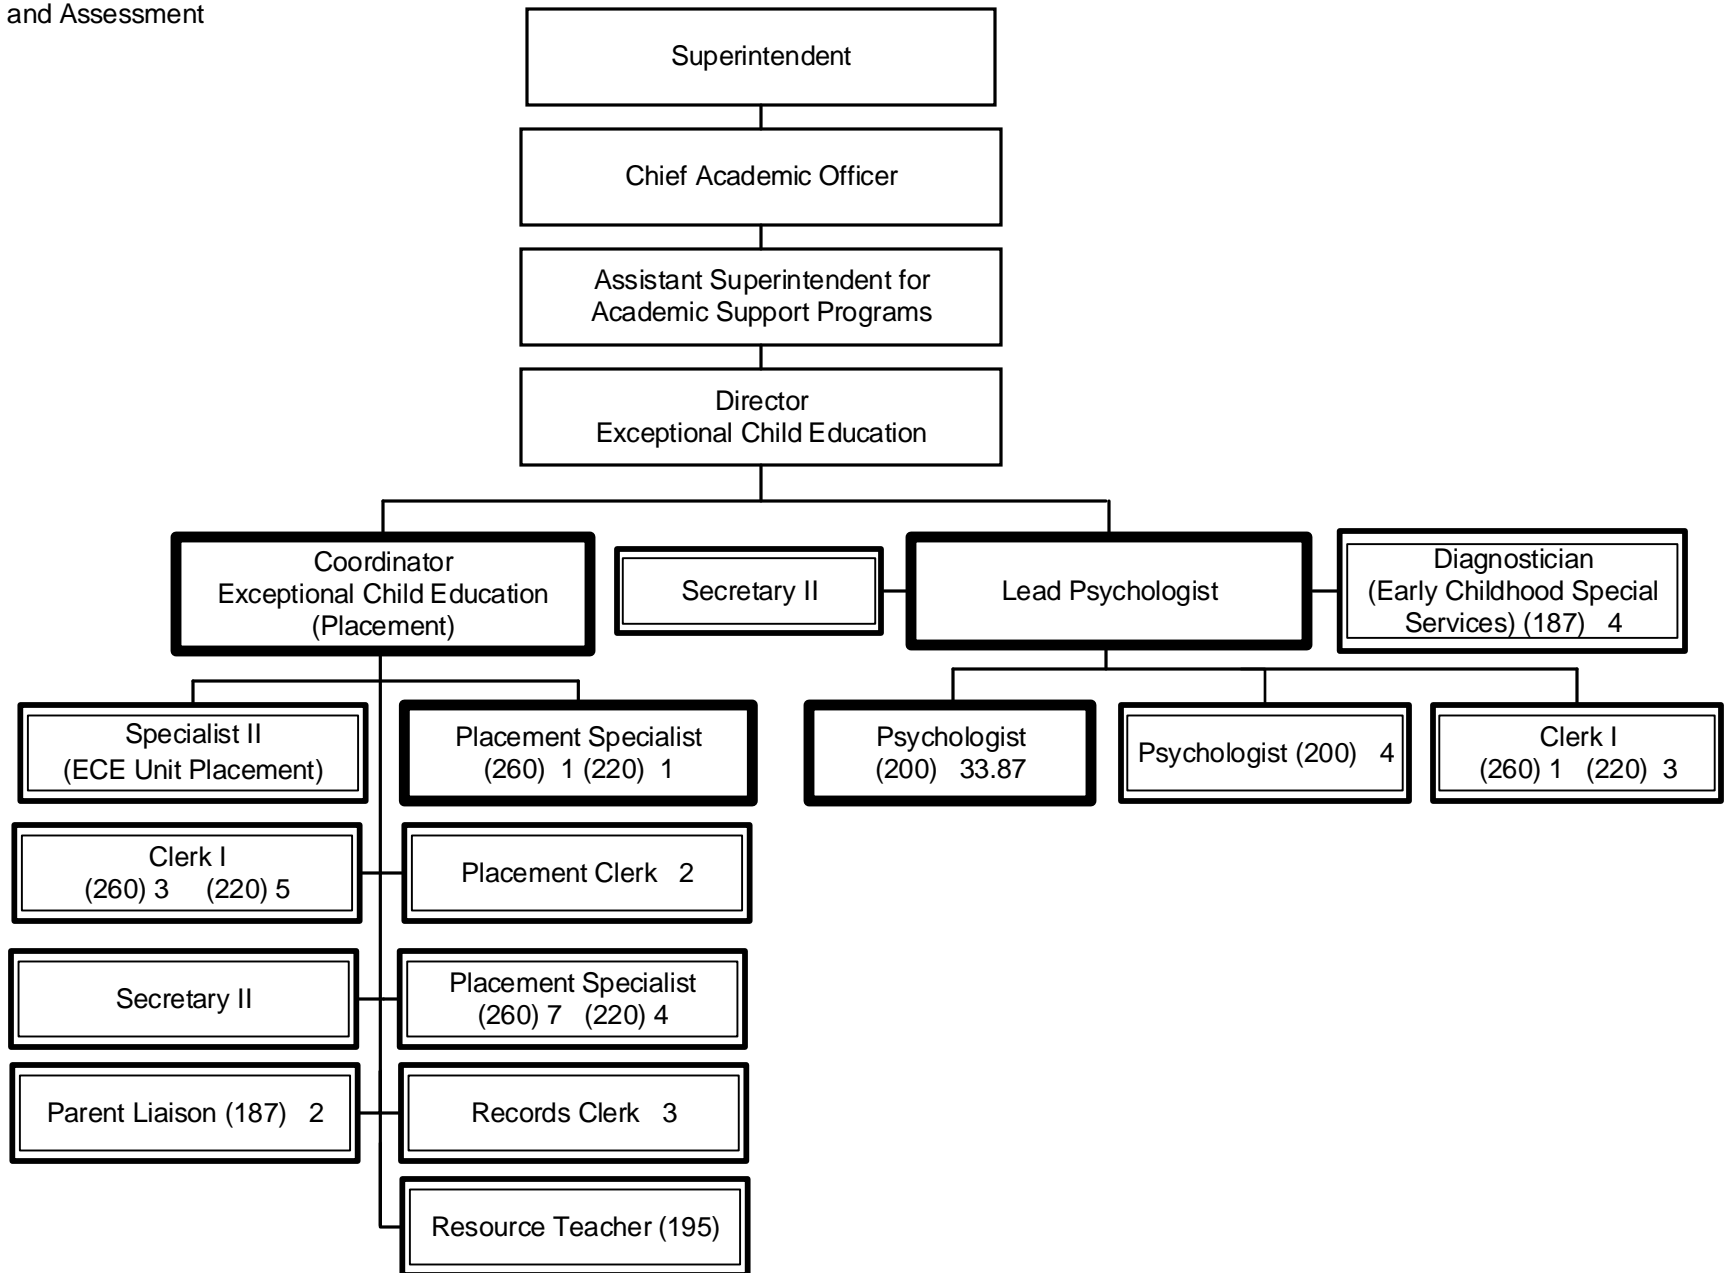 and Assessment
Superintendent
Chief Academic Officer
Assistant Superintendent for
Academic Support Programs
Director
Exceptional Child Education
Coordinator
Exceptional Child Education
(Placement)
Secretary II
Lead Psychologist
Diagnostician
(Early Childhood Special
Services) (187) 4
Specialist II
(ECE Unit Placement)
Placement Specialist
(260) 1 (220) 1
Psychologist
(200) 33.87
Psychologist (200) 4
Clerk I
(260) 1 (220) 3
Clerk I
(260) 3 (220) 5
Placement Clerk 2
Secretary II
Placement Specialist
(260) 7 (220) 4
Parent Liaison (187) 2
Records Clerk 3
Resource Teacher (195)